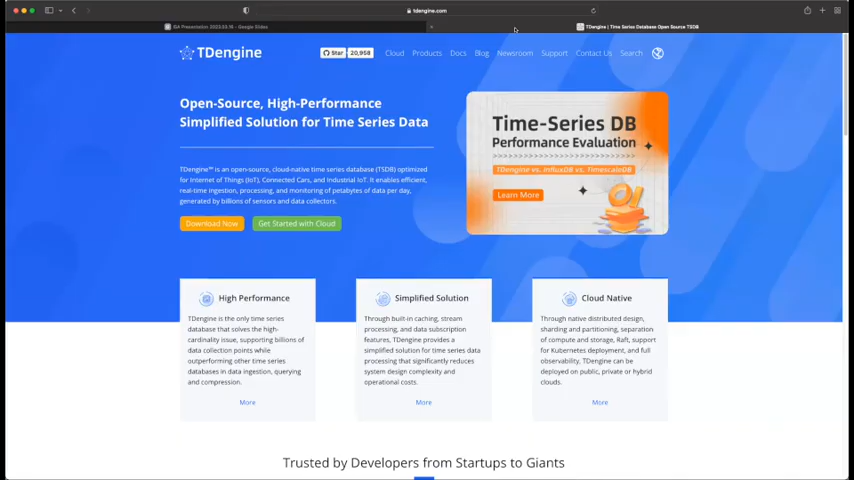 tdengine.com
IDA Presentation 2023.02.16 - Google Slides
TDengine | Time Series Database Open Source TSDB
TDengine
Star 20,958
Cloud Products Docs Blog Newsroom Support Contact Us Search
Open-Source, High-Performance
Simplified Solution for Time Series Data
TDengine™ is an open-source, cloud-native time series database (TSDB) optimized
for Internet of Things (IoT), Connected Cars, and Industrial IoT. It enables efficient,
real-time ingestion, processing, and monitoring of petabytes of data per day,
generated by billions of sensors and data collectors.
Download Now Get Started with Cloud
Time-Series DB
Performance Evaluation
>>>>>>>>>>>>>>>>>>>>>>>>>>>>
TDengine vs. InfluxDB vs. TimescaleDB
Learn More
High Performance
TDengine is the only time series
database that solves the high-
cardinality issue, supporting billions of
data collection points while
outperforming other time series
databases in data ingestion, querying
and compression.
More
Simplified Solution
Through built-in caching, stream
processing, and data subscription
features, TDengine provides a
simplified solution for time series data
processing that significantly reduces
system design complexity and
operational costs.
More
Cloud Native
Through native distributed design,
sharding and partitioning, separation
of compute and storage, Raft, support
for Kubernetes deployment, and full
observability, TDengine can be
deployed on public, private or hybrid
clouds.
More
Trusted by Developers from Startups to Giants